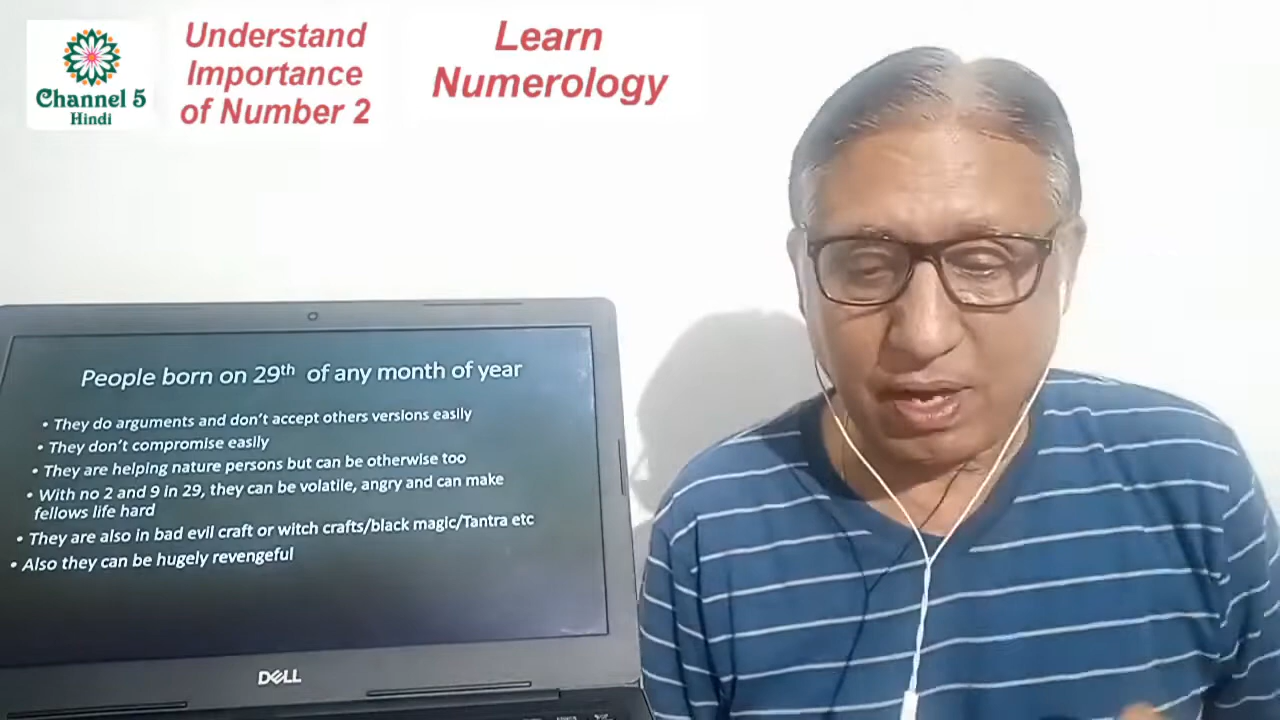 Channel 5
Hindi
Understand
Importance
of Number 2
Learn
Numerology
People born on 29th of any month of year
• They do arguments and don't accept others versions easily
• They don't compromise easily
• They are helping nature persons but can be otherwise too
• With no 2 and 9 in 29, they can be volatile, angry and can make
fellows life hard
• They are also in bad evil craft or witch crafts/black magic/Tantra etc
• Also they can be hugely revengeful
DELL